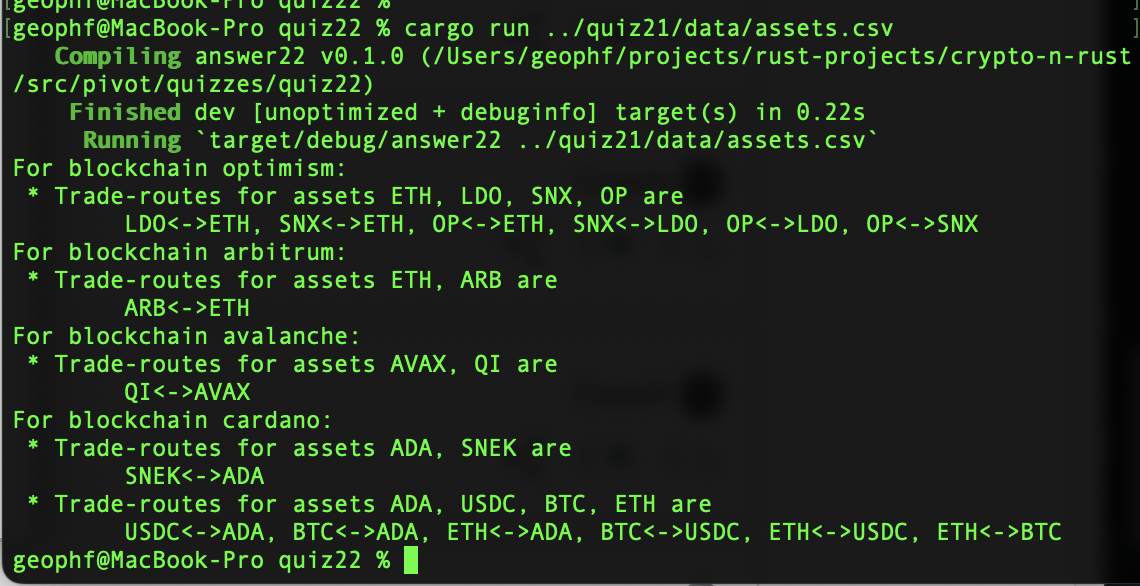 [geophf@MacBook-Pro quiz22 %
[geophf@MacBook-Pro quiz22 % cargo run ../quiz21/data/assets.csv ]
   Compiling answer22 v0.1.0 (/Users/geophf/projects/rust-projects/crypto-n-rust
/src/pivot/quizzes/quiz22)
    Finished dev [unoptimized + debuginfo] target(s) in 0.22s
     Running `target/debug/answer22 ../quiz21/data/assets.csv`
For blockchain optimism:
 * Trade-routes for assets ETH, LDO, SNX, OP are
        LDO<->ETH, SNX<->ETH, OP<->ETH, SNX<->LDO, OP<->LDO, OP<->SNX
For blockchain arbitrum:
 * Trade-routes for assets ETH, ARB are
        ARB<->ETH
For blockchain avalanche:
 * Trade-routes for assets AVAX, QI are
        QI<->AVAX
For blockchain cardano:
 * Trade-routes for assets ADA, SNEK are
        SNEK<->ADA
 * Trade-routes for assets ADA, USDC, BTC, ETH are
        USDC<->ADA, BTC<->ADA, ETH<->ADA, BTC<->USDC, ETH<->USDC, ETH<->BTC
geophf@MacBook-Pro quiz22 %